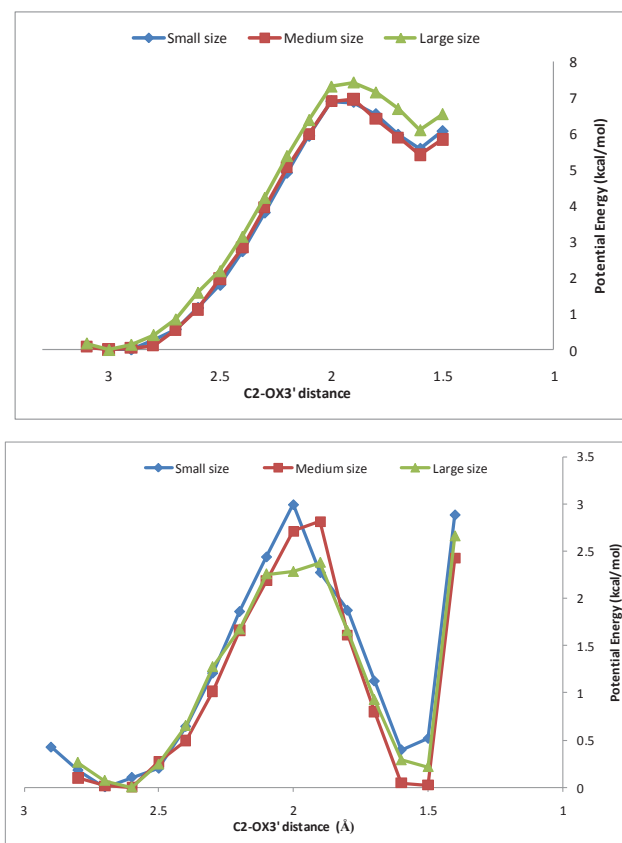 Small size Medium size Large size
8
7
6
5
4
3
2
1
0
Potential Energy (kcal/mol)
3 2.5 2 1.5 1
C2-OX3' distance
Small size Medium size Large size
3.5
3
2.5
2
1.5
1
0.5
0
Potential Energy (kcal/mol)
3 2.5 2 1.5 1
C2-OX3' distance (Å)